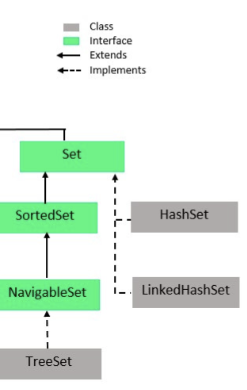 Class
Interface
Extends
Implements
Set
SortedSet
HashSet
NavigableSet
LinkedHashSet
TreeSet